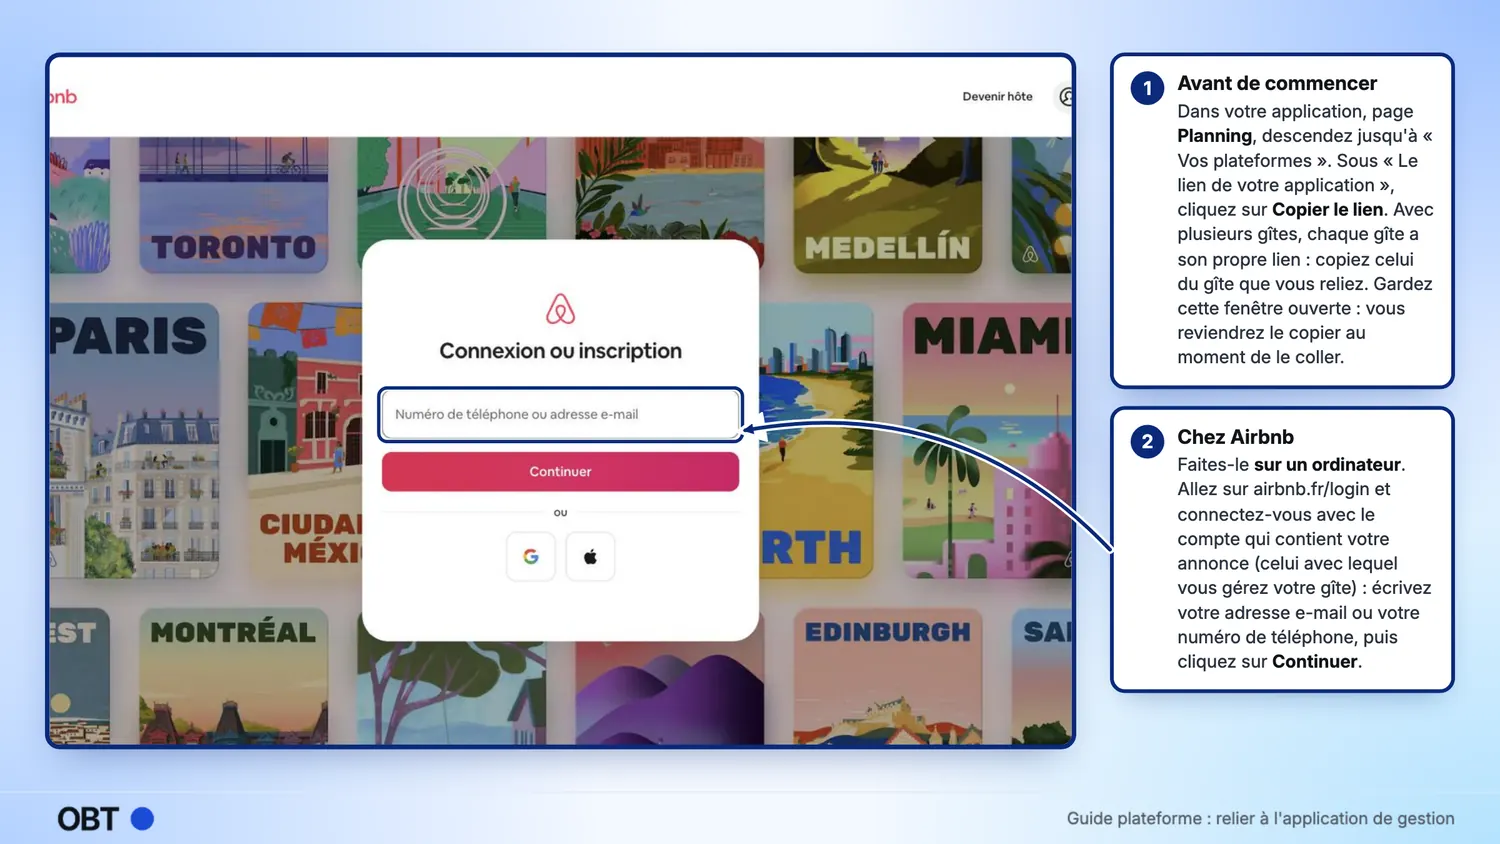 onb
Devenir hôte
TORONTO
MEDELLÍN
PARIS
MIAMI
Connexion ou inscription
Numéro de téléphone ou adresse e-mail
Continuer
ou
CIUDA
MÉXI
RTH
EST
MONTRÉAL
EDINBURGH
SA
1
Avant de commencer
Dans votre application, page
Planning, descendez jusqu'à «
Vos plateformes ». Sous « Le
lien de votre application »,
cliquez sur Copier le lien. Avec
plusieurs gîtes, chaque gîte a
son propre lien : copiez celui
du gîte que vous reliez. Gardez
cette fenêtre ouverte : vous
reviendrez le copier au
moment de le coller.
2
Chez Airbnb
Faites-le sur un ordinateur.
Allez sur airbnb.fr/login et
connectez-vous avec le
compte qui contient votre
annonce (celui avec lequel
vous gérez votre gîte) : écrivez
votre adresse e-mail ou votre
numéro de téléphone, puis
cliquez sur Continuer.
OBT
Guide plateforme : relier à l'application de gestion